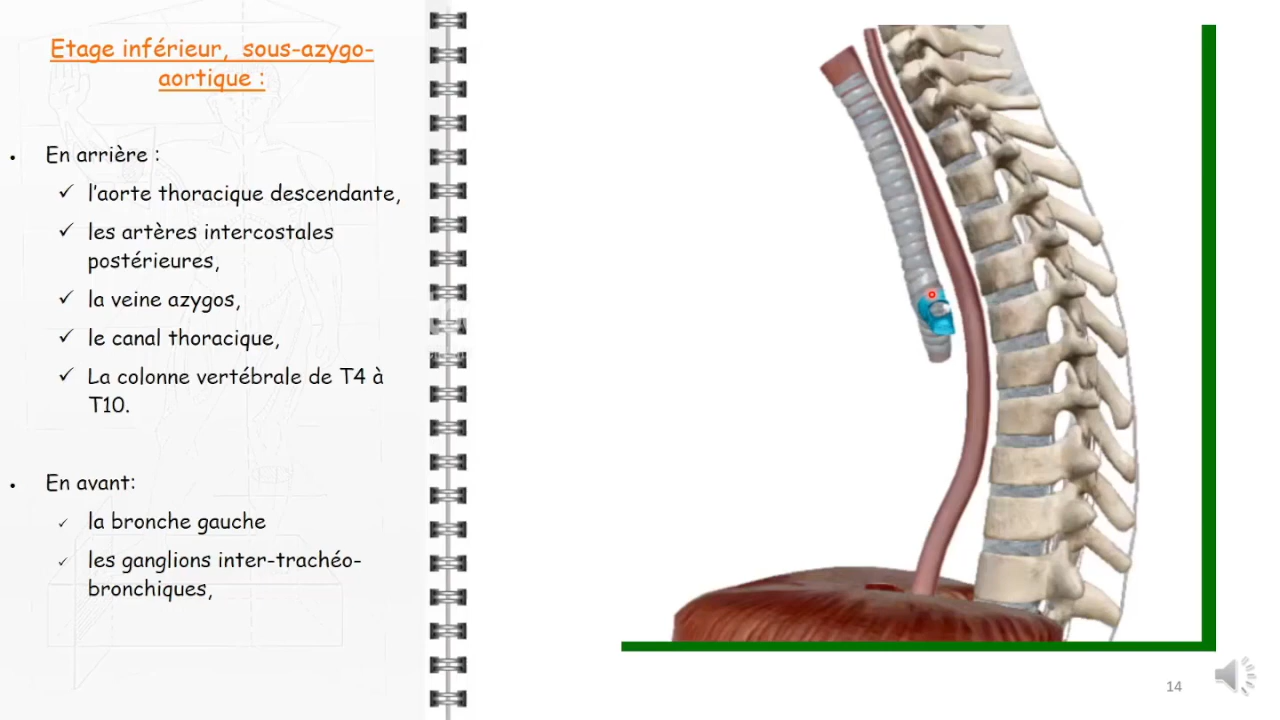 Etage inférieur, sous-azygo-
aortique :
• En arrière :
✓ l’aorte thoracique descendante,
✓ les artères intercostales
postérieures,
✓ la veine azygos,
✓ le canal thoracique,
✓ La colonne vertébrale de T4 à
T10.
• En avant:
✓ la bronche gauche
✓ les ganglions inter-trachéo-
bronchiques,
14